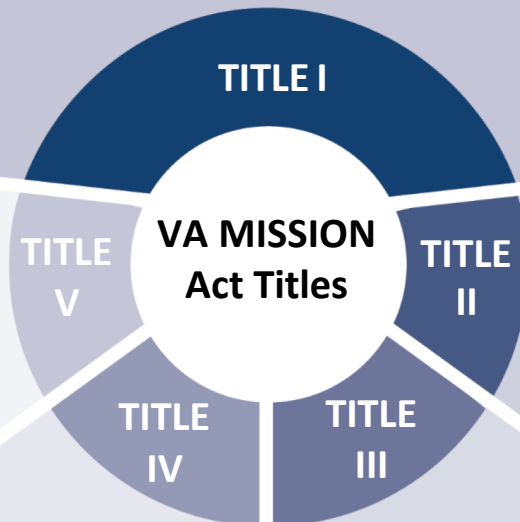 TITLE I
VA MISSION
Act Titles
TITLE
II
TITLE
III
TITLE
IV
TITLE
V